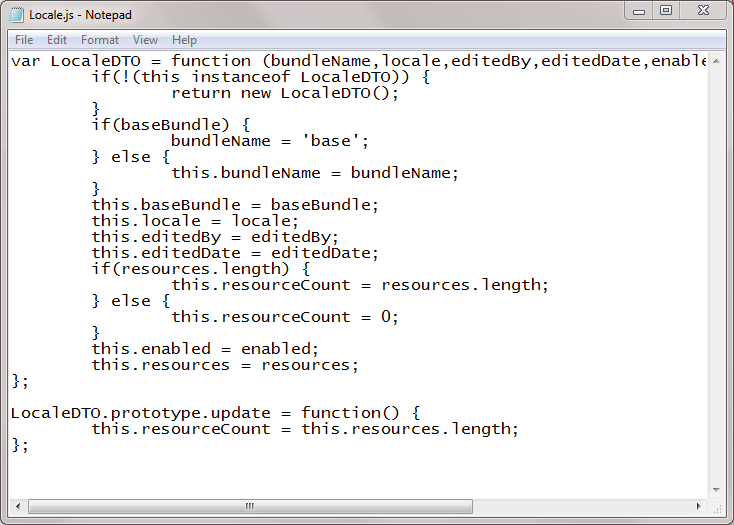 Locale.js - Notepad
File Edit Format View Help
var LocaleDTO = function (bundleName,locale,editedBy,editedDate,enable
        if(!(this instanceof LocaleDTO)) {
                return new LocaleDTO();
        }
        if(baseBundle) {
                bundleName = 'base';
        } else {
                this.bundleName = bundleName;
        }
        this.baseBundle = baseBundle;
        this.locale = locale;
        this.editedBy = editedBy;
        this.editedDate = editedDate;
        if(resources.length) {
                this.resourceCount = resources.length;
        } else {
                this.resourceCount = 0;
        }
        this.enabled = enabled;
        this.resources = resources;
};

LocaleDTO.prototype.update = function() {
        this.resourceCount = this.resources.length;
};